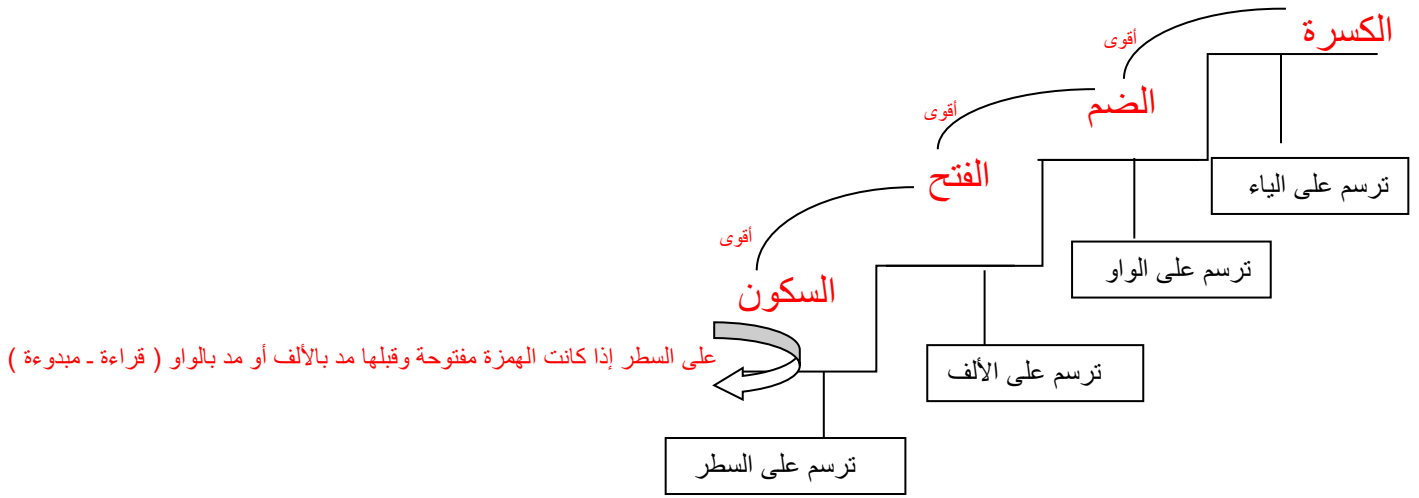 الكسرة
أقوى
الضم
أقوى
الفتح
أقوى
السكون
ترسم على الياء
ترسم على الواو
ترسم على الألف
ترسم على السطر
على السطر إذا كانت الهمزة مفتوحة وقبلها مد بالألف أو مد بالواو ( قراءة ـ مبدوءة )